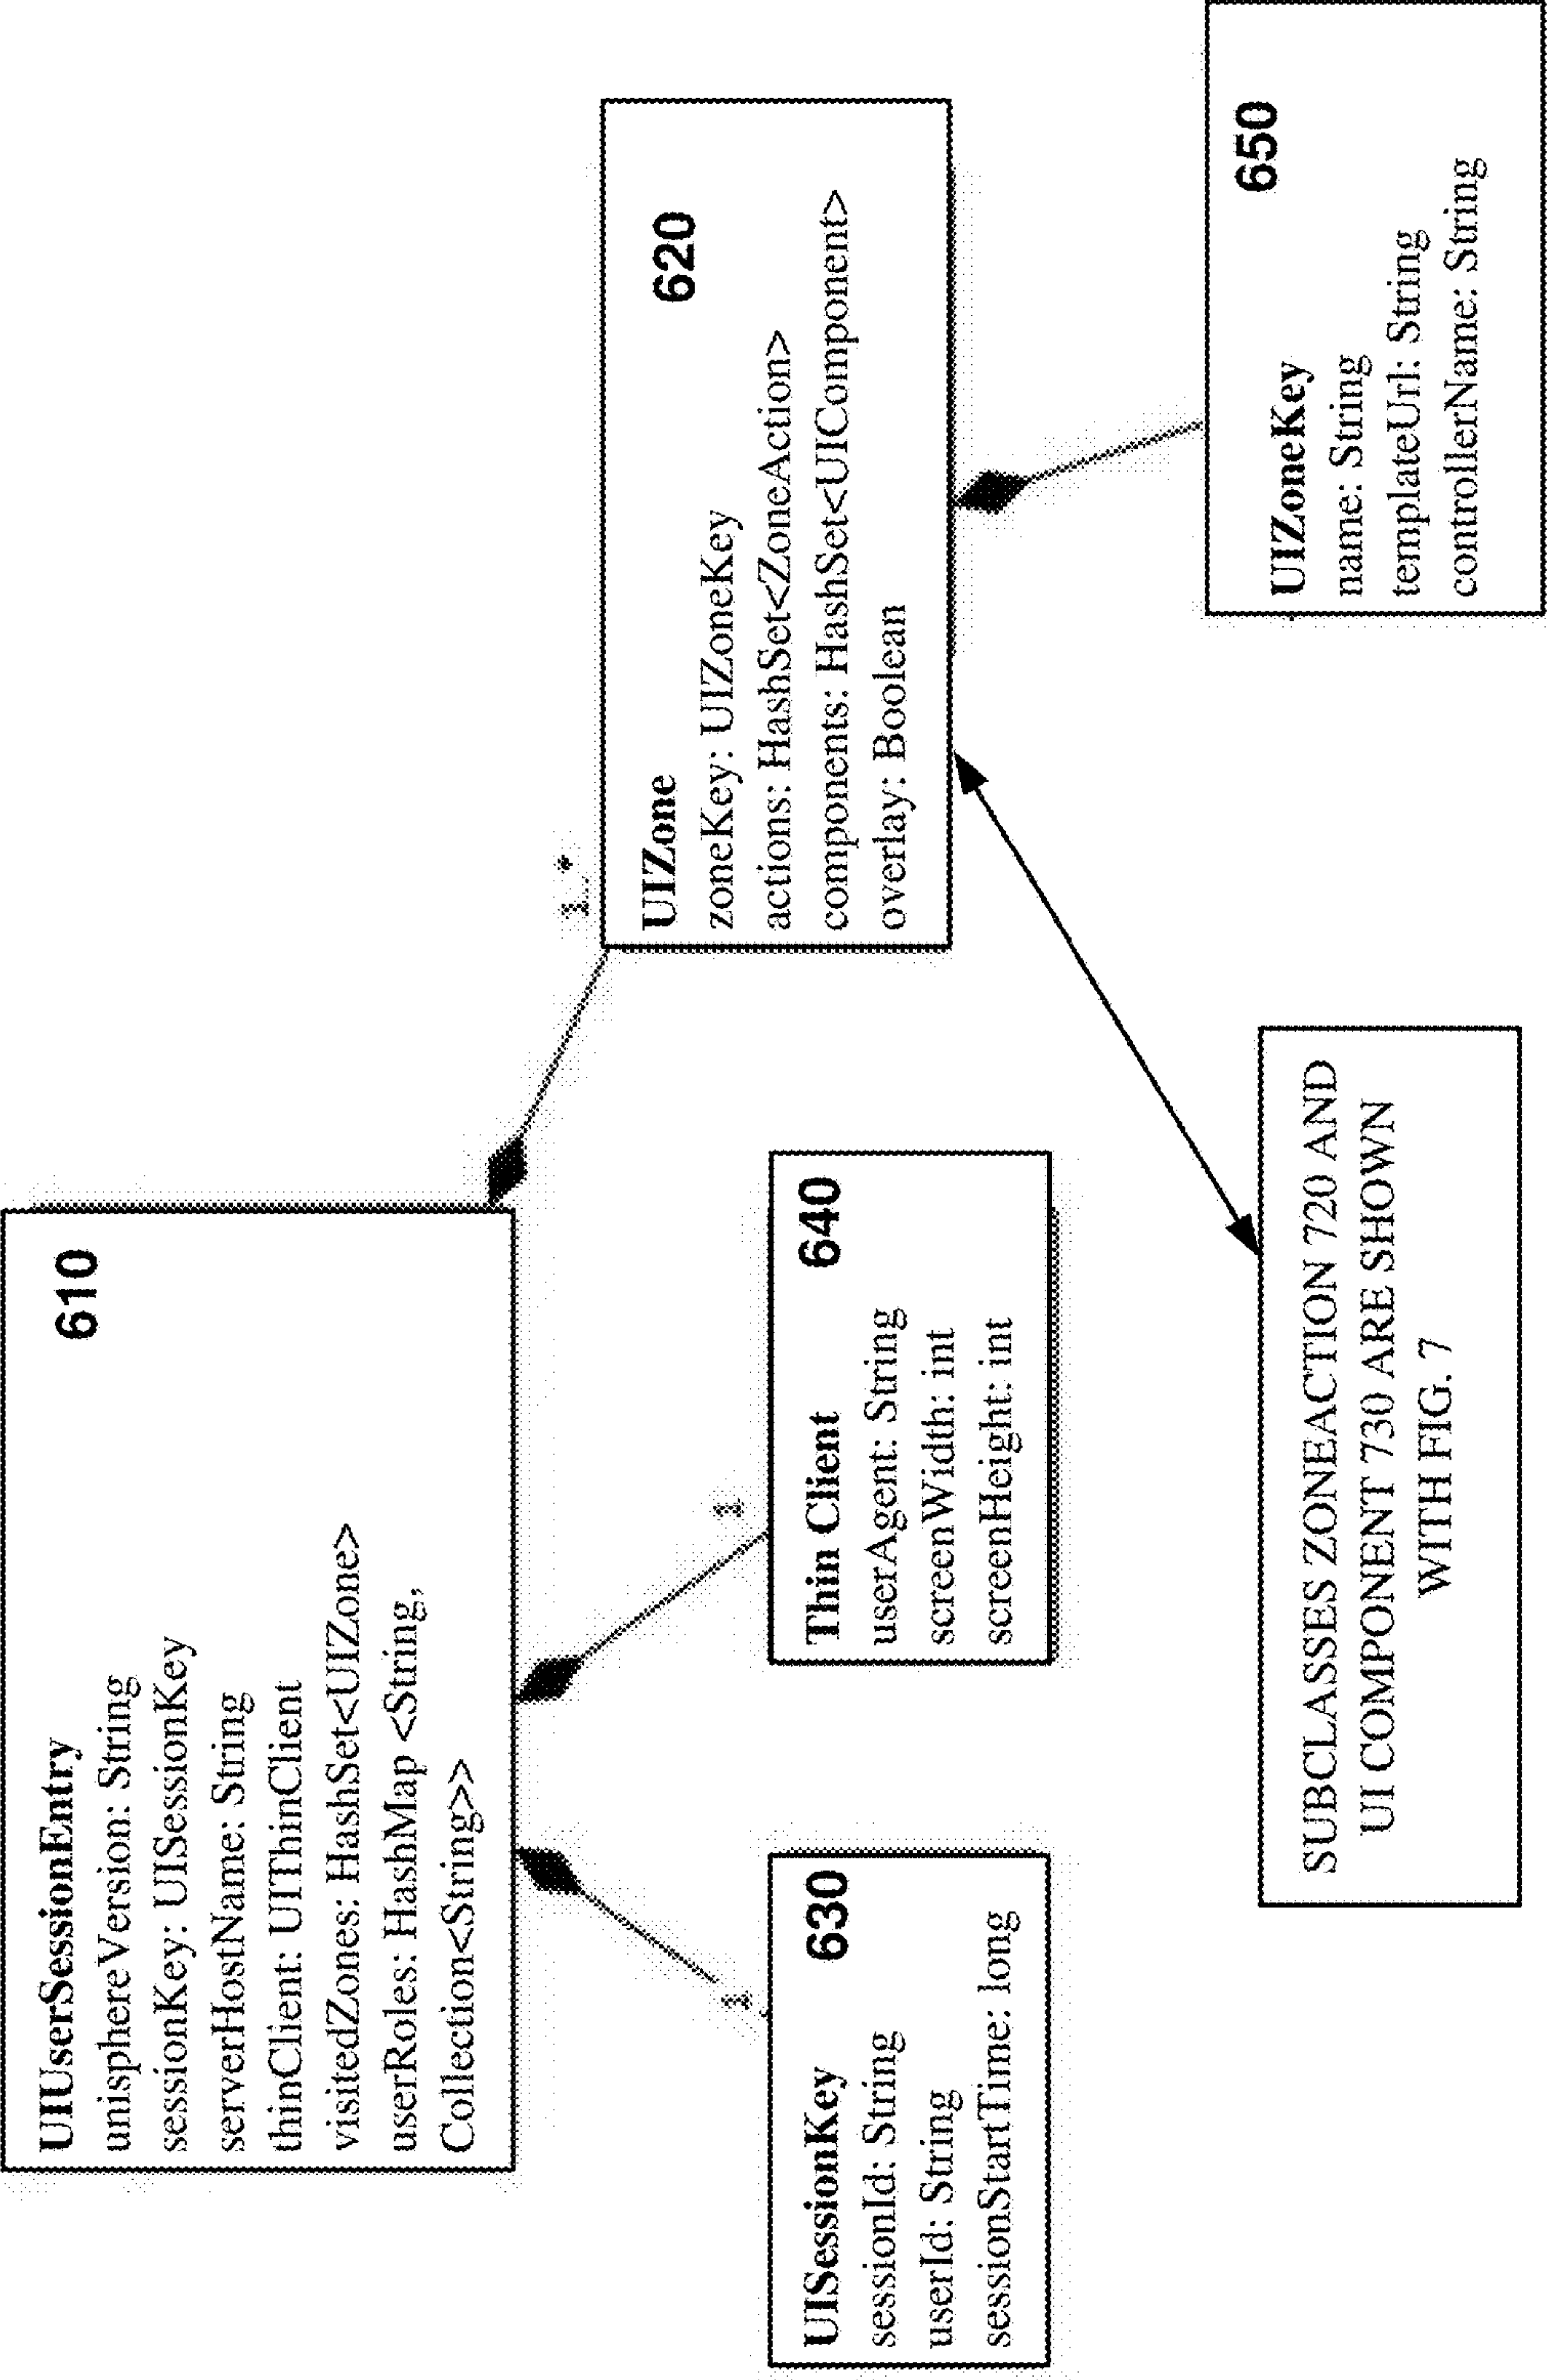 UIUserSessionEntry 610
unisphereVersion: String
sessionKey: UISessionKey
serverHostName: String
thinClient: UIThinClient
visitedZones: HashSet<UIZone>
userRoles: HashMap <String,
Collection<String>>
1..*
UIZone 620
zoneKey: UIZoneKey
actions: HashSet<ZoneAction>
components: HashSet<UIComponent>
overlay: Boolean
1
1
UISessionKey 630
sessionId: String
userId: String
sessionStartTime: long
Thin Client 640
userAgent: String
screenWidth: int
screenHeight: int
UIZoneKey 650
name: String
templateUrl: String
controllerName: String
SUBCLASSES ZONEACTION 720 AND
UI COMPONENT 730 ARE SHOWN
WITH FIG. 7